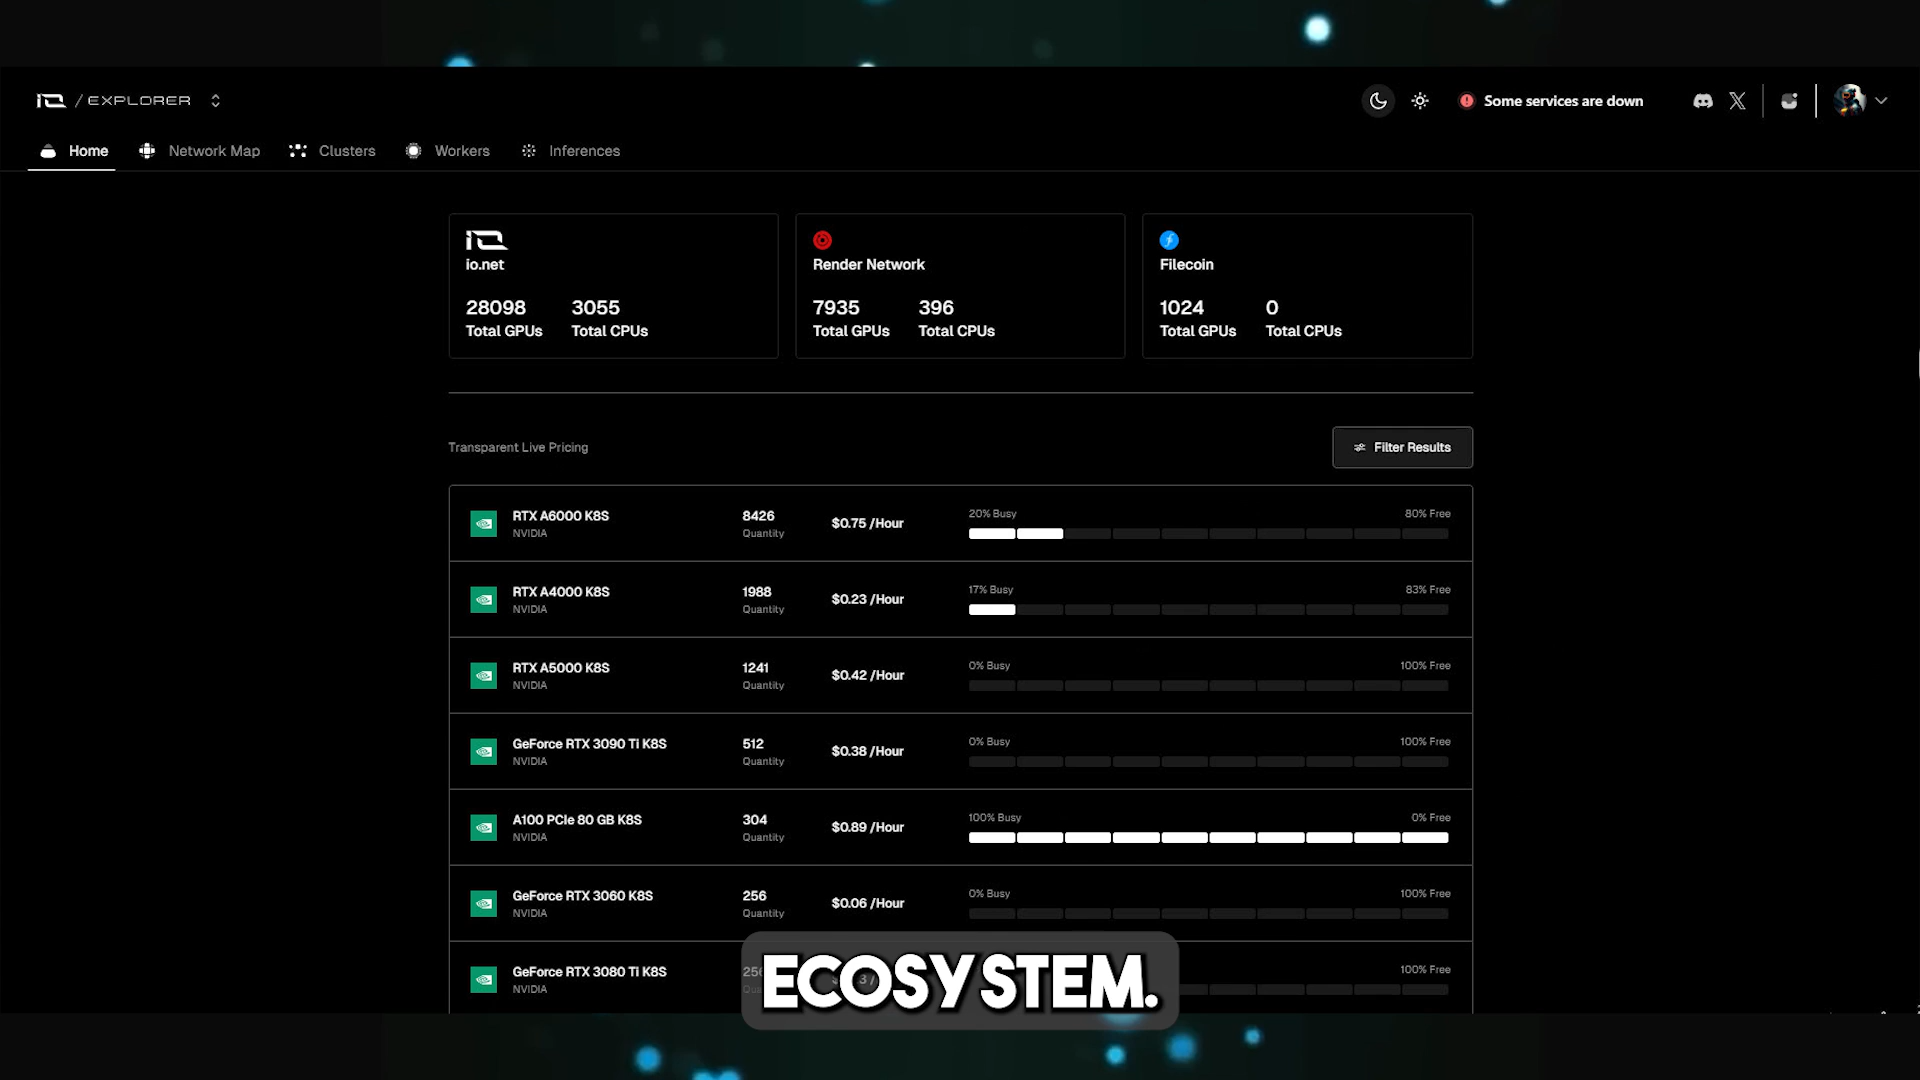 IO / EXPLORER
Some services are down
Home
Network Map
Clusters
Workers
Inferences
IO
io.net
28098
3055
Total GPUs
Total CPUs
Render Network
7935
396
Total GPUs
Total CPUs
Filecoin
1024
0
Total GPUs
Total CPUs
Transparent Live Pricing
Filter Results
RTX A6000 K8S
NVIDIA
8426
Quantity
$0.75 /Hour
20% Busy
80% Free
RTX A4000 K8S
NVIDIA
1988
Quantity
$0.23 /Hour
17% Busy
83% Free
RTX A5000 K8S
NVIDIA
1241
Quantity
$0.42 /Hour
0% Busy
100% Free
GeForce RTX 3090 Ti K8S
NVIDIA
512
Quantity
$0.38 /Hour
0% Busy
100% Free
A100 PCIe 80 GB K8S
NVIDIA
304
Quantity
$0.89 /Hour
100% Busy
0% Free
GeForce RTX 3060 K8S
NVIDIA
256
Quantity
$0.06 /Hour
0% Busy
100% Free
GeForce RTX 3080 Ti K8S
NVIDIA
100% Free
ECOSYSTEM.